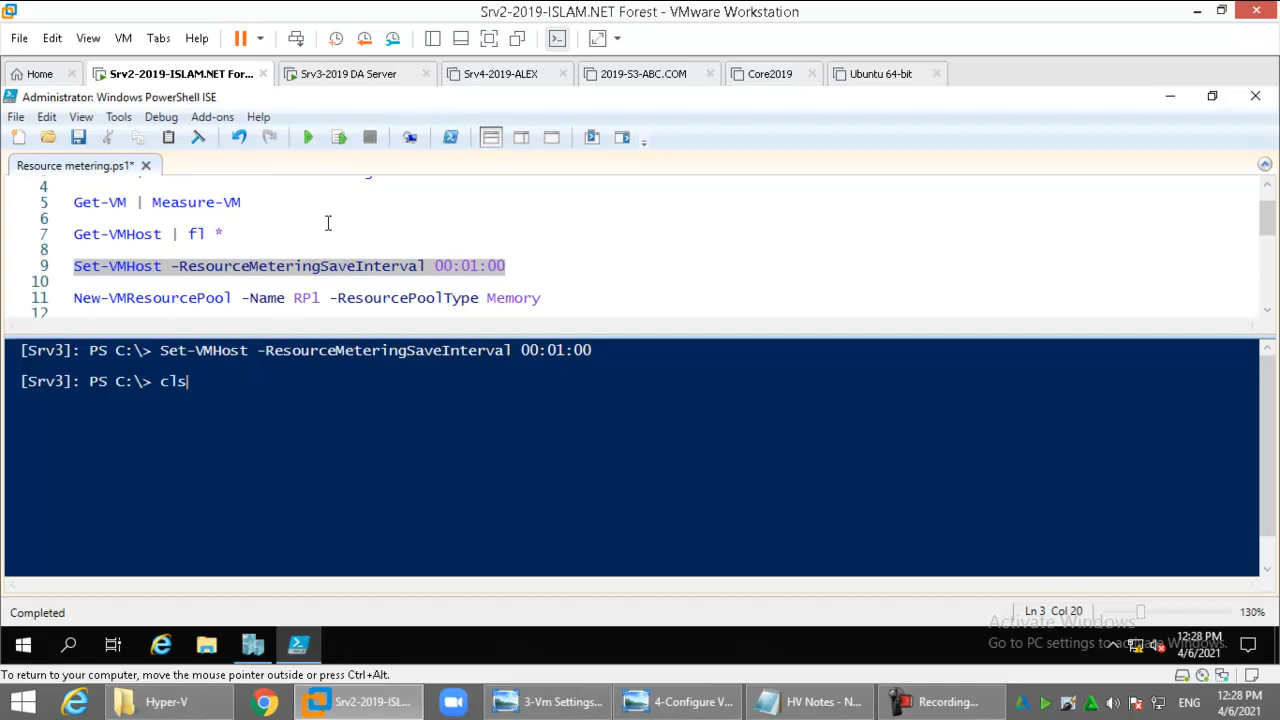 Srv2-2019-ISLAM.NET Forest - VMware Workstation
File Edit View VM Tabs Help
Home Srv2-2019-ISLAM.NET For... Srv3-2019 DA Server Srv4-2019-ALEX 2019-S3-ABC.COM Core2019 Ubuntu 64-bit
Administrator: Windows PowerShell ISE
File Edit View Tools Debug Add-ons Help
Resource metering.ps1*
4
5 Get-VM | Measure-VM
6
7 Get-VMHost | fl *
8
9 Set-VMHost -ResourceMeteringSaveInterval 00:01:00
10
11 New-VMResourcePool -Name RP1 -ResourcePoolType Memory
12
[Srv3]: PS C:\> Set-VMHost -ResourceMeteringSaveInterval 00:01:00
[Srv3]: PS C:\> cls
Completed Ln 3 Col 20 130%
Activate Windows
Go to PC settings to activate Windows.
12:28 PM
4/6/2021
To return to your computer, move the mouse pointer outside or press Ctrl+Alt.
Hyper-V Srv2-2019-ISL... 3-Vm Settings... 4-Configure V... HV Notes - N... Recording... ENG
12:28 PM
4/6/2021